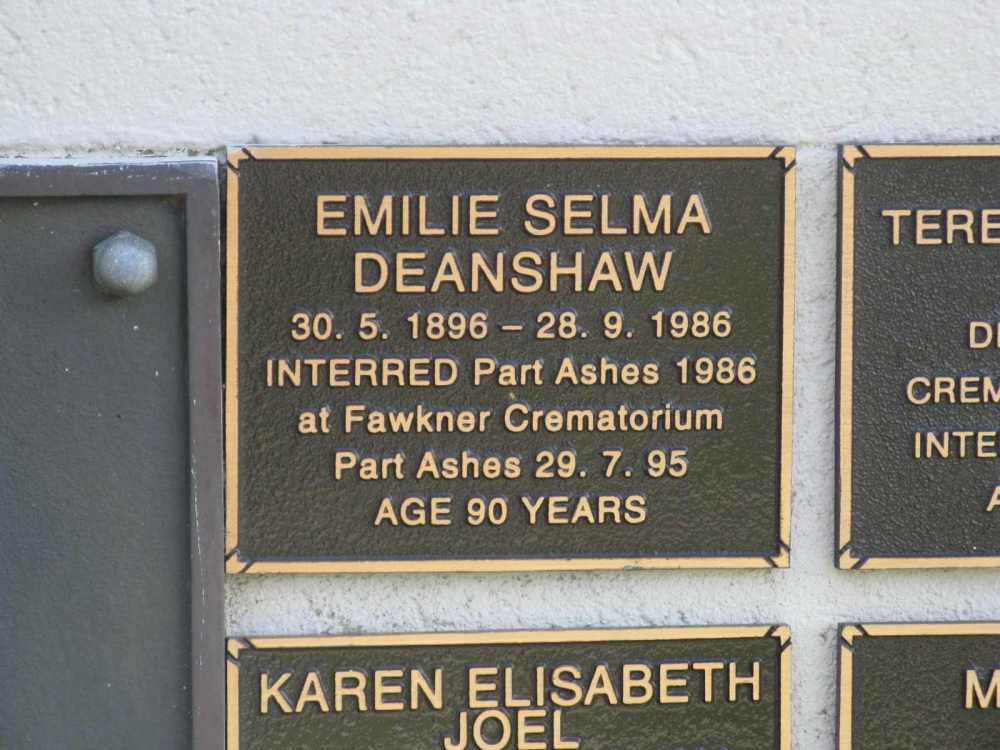 EMILIE SELMA
DEANSHAW
30. 5. 1896 – 28. 9. 1986
INTERRED Part Ashes 1986
at Fawkner Crematorium
Part Ashes 29. 7. 95
AGE 90 YEARS
KAREN ELISABETH
JOEL